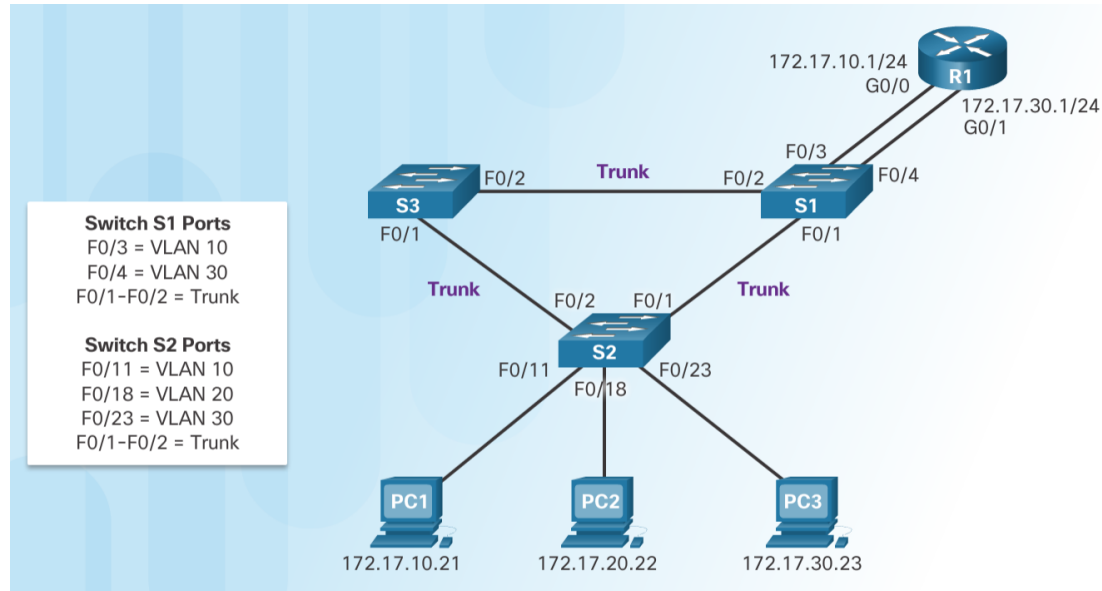 172.17.10.1/24
G0/0
R1
172.17.30.1/24
G0/1
F0/3
F0/4
Trunk
F0/2
F0/2
S3
S1
F0/1
F0/1
Switch S1 Ports
F0/3 = VLAN 10
F0/4 = VLAN 30
F0/1-F0/2 = Trunk
Switch S2 Ports
F0/11 = VLAN 10
F0/18 = VLAN 20
F0/23 = VLAN 30
F0/1-F0/2 = Trunk
Trunk
Trunk
F0/2
F0/1
S2
F0/11
F0/18
F0/23
PC1
PC2
PC3
172.17.10.21
172.17.20.22
172.17.30.23